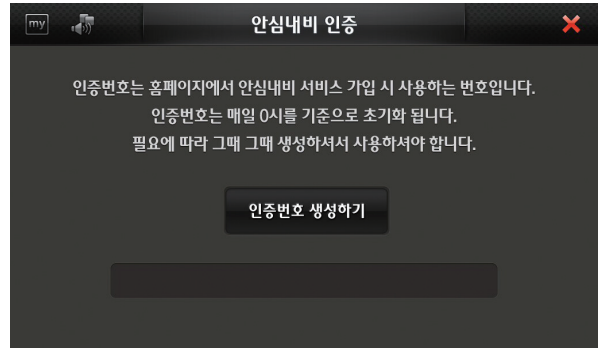 my
안심내비 인증
인증번호는 홈페이지에서 안심내비 서비스 가입 시 사용하는 번호입니다.
인증번호는 매일 0시를 기준으로 초기화 됩니다.
필요에 따라 그때 그때 생성하셔서 사용하셔야 합니다.
인증번호 생성하기